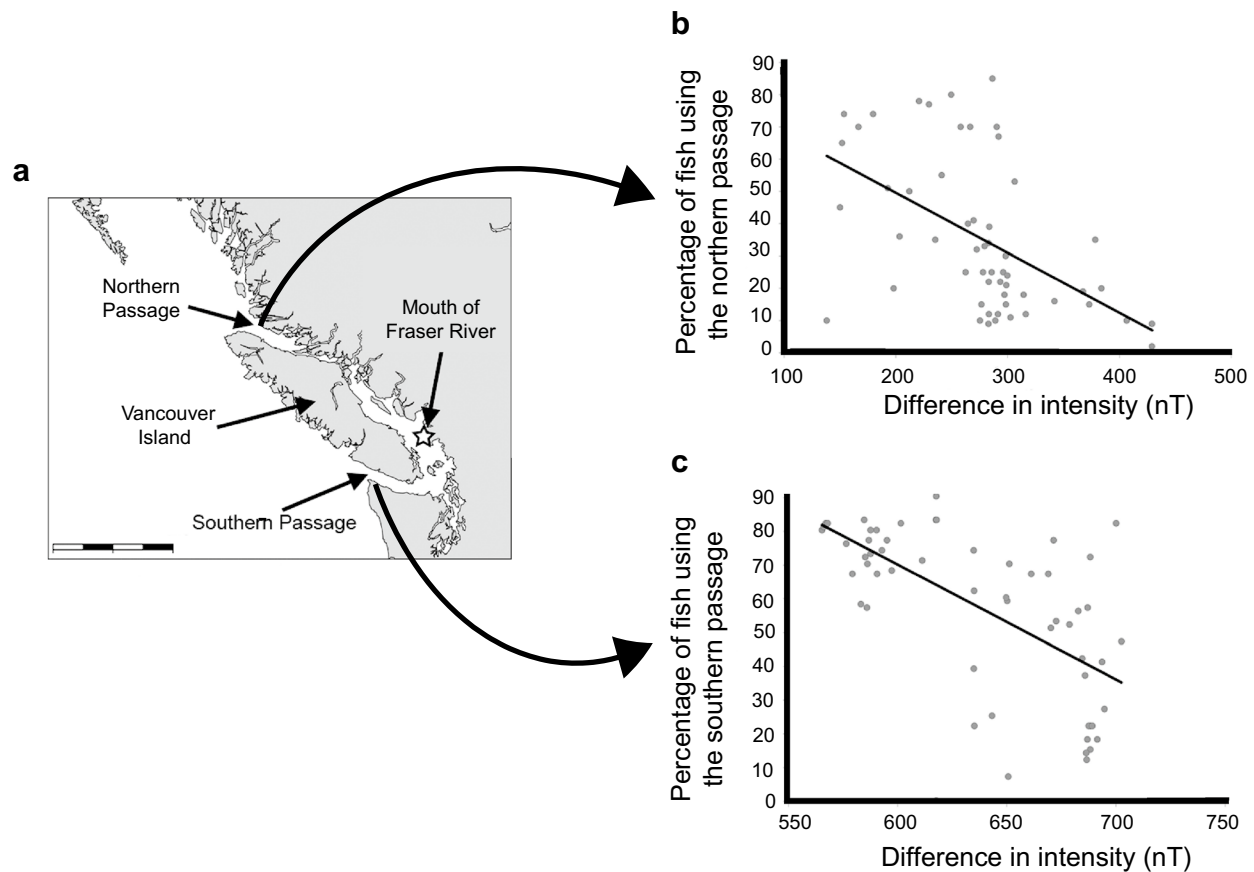 a
Northern
Passage
Mouth of
Fraser River
Vancouver
Island
Southern Passage
b
Percentage of fish using
the northern passage
90
80
70
60
50
40
30
20
10
0
100
200
300
400
500
Difference in intensity (nT)
c
Percentage of fish using
the southern passage
90
80
70
60
50
40
30
20
10
0
550
600
650
700
750
Difference in intensity (nT)